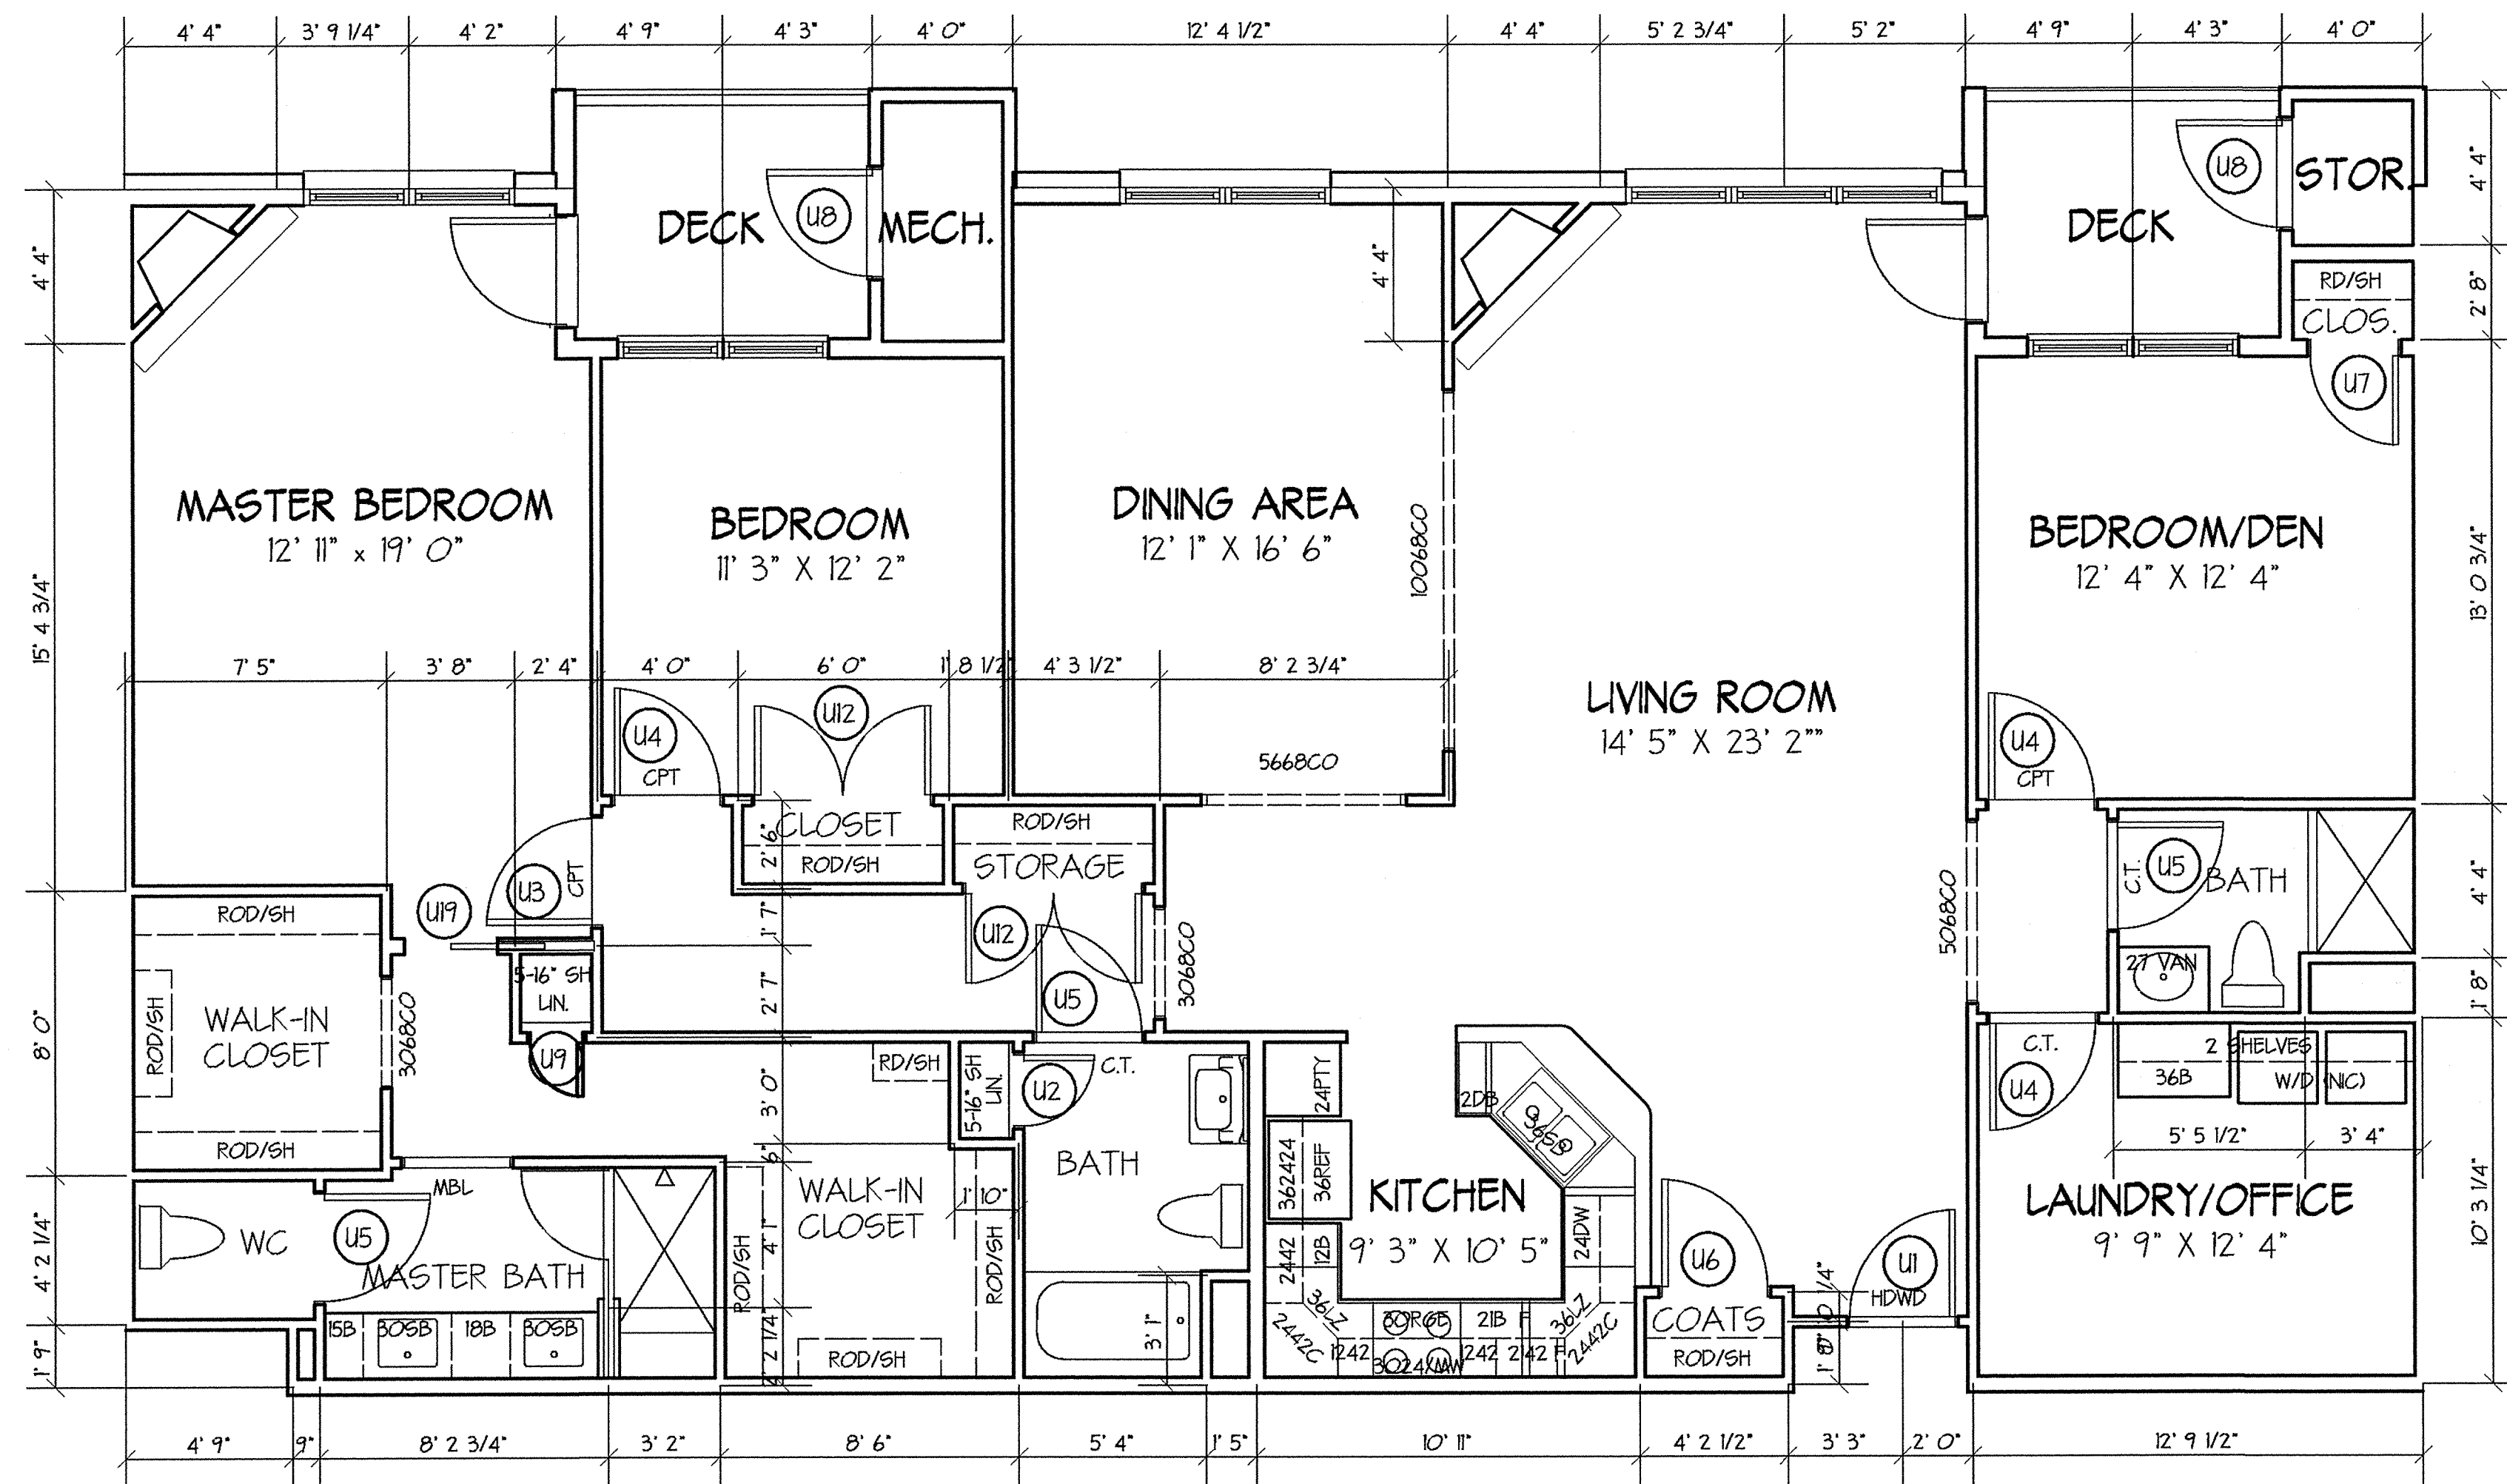 4' 4" 3' 9 1/4" 4' 2" 4' 9" 4' 3" 4' 0" 12' 4 1/2" 4' 4" 5' 2 3/4" 5' 2" 4' 9" 4' 3" 4' 0"
U8
STOR.
4' 4"
DECK
U8
MECH.
DECK
4' 4"
4' 4"
RD/SH
CLOS.
2' 8"
U7
MASTER BEDROOM
12' 11" x 19' 0"
BEDROOM
11' 3" X 12' 2"
DINING AREA
12' 1" X 16' 6"
10068CO
BEDROOM/DEN
12' 4" X 12' 4"
13' 0 3/4"
15' 4 3/4"
7' 5" 3' 8" 2' 4" 4' 0" 6' 0" 1' 8 1/2" 4' 3 1/2" 8' 2 3/4"
LIVING ROOM
14' 5" X 23' 2""
U4
CPT
U12
5668CO
U4
CPT
CLOSET
ROD/SH
2' 6"
ROD/SH
STORAGE
U3
CPT
U19
U5
C.T.
BATH
4' 4"
5068CO
1' 7"
U12
3068CO
ROD/SH
5-16" SH
LIN.
27 VAN
2' 7"
U5
1' 8"
ROD/SH
WALK-IN
CLOSET
3068CO
8' 0"
U9
RD/SH
5-16" SH
LIN.
U2
C.T.
24PTY
2DB
36SB
C.T.
U4
2 SHELVES
36B
W/D (NIC)
3' 0"
ROD/SH
5' 5 1/2" 3' 4"
6"
BATH
362424
36REF
MBL
WALK-IN
CLOSET
1' 10"
KITCHEN
9' 3" X 10' 5"
24DW
LAUNDRY/OFFICE
9' 9" X 12' 4"
10' 3 1/4"
4' 2 1/4"
WC
U5
MASTER BATH
ROD/SH
4' 1"
ROD/SH
2442
12B
U6
U1
HDWD
36LZ
2442C
30RGE
21B F
36LZ
2442C
COATS
ROD/SH
15B 30SB 18B 30SB
1' 9"
2 1/4"
ROD/SH
3' 1"
1242
3024XMW
242
2142 F
4' 9" 9" 8' 2 3/4" 3' 2" 8' 6" 5' 4" 1' 5" 10' 11" 4' 2 1/2" 3' 3" 2' 0" 12' 9 1/2"